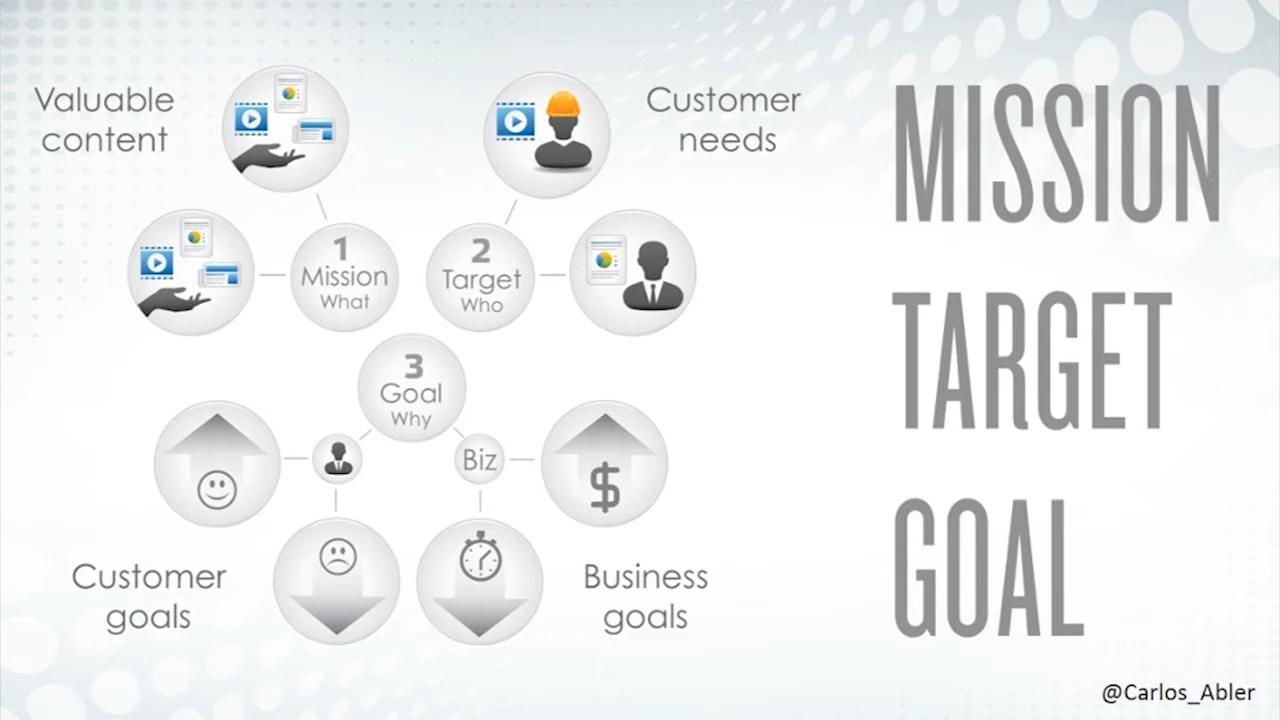 Valuable
content
Customer
needs
1
Mission
What
2
Target
Who
3
Goal
Why
Biz
$
Customer
goals
Business
goals
MISSION
TARGET
GOAL
@Carlos_Abler